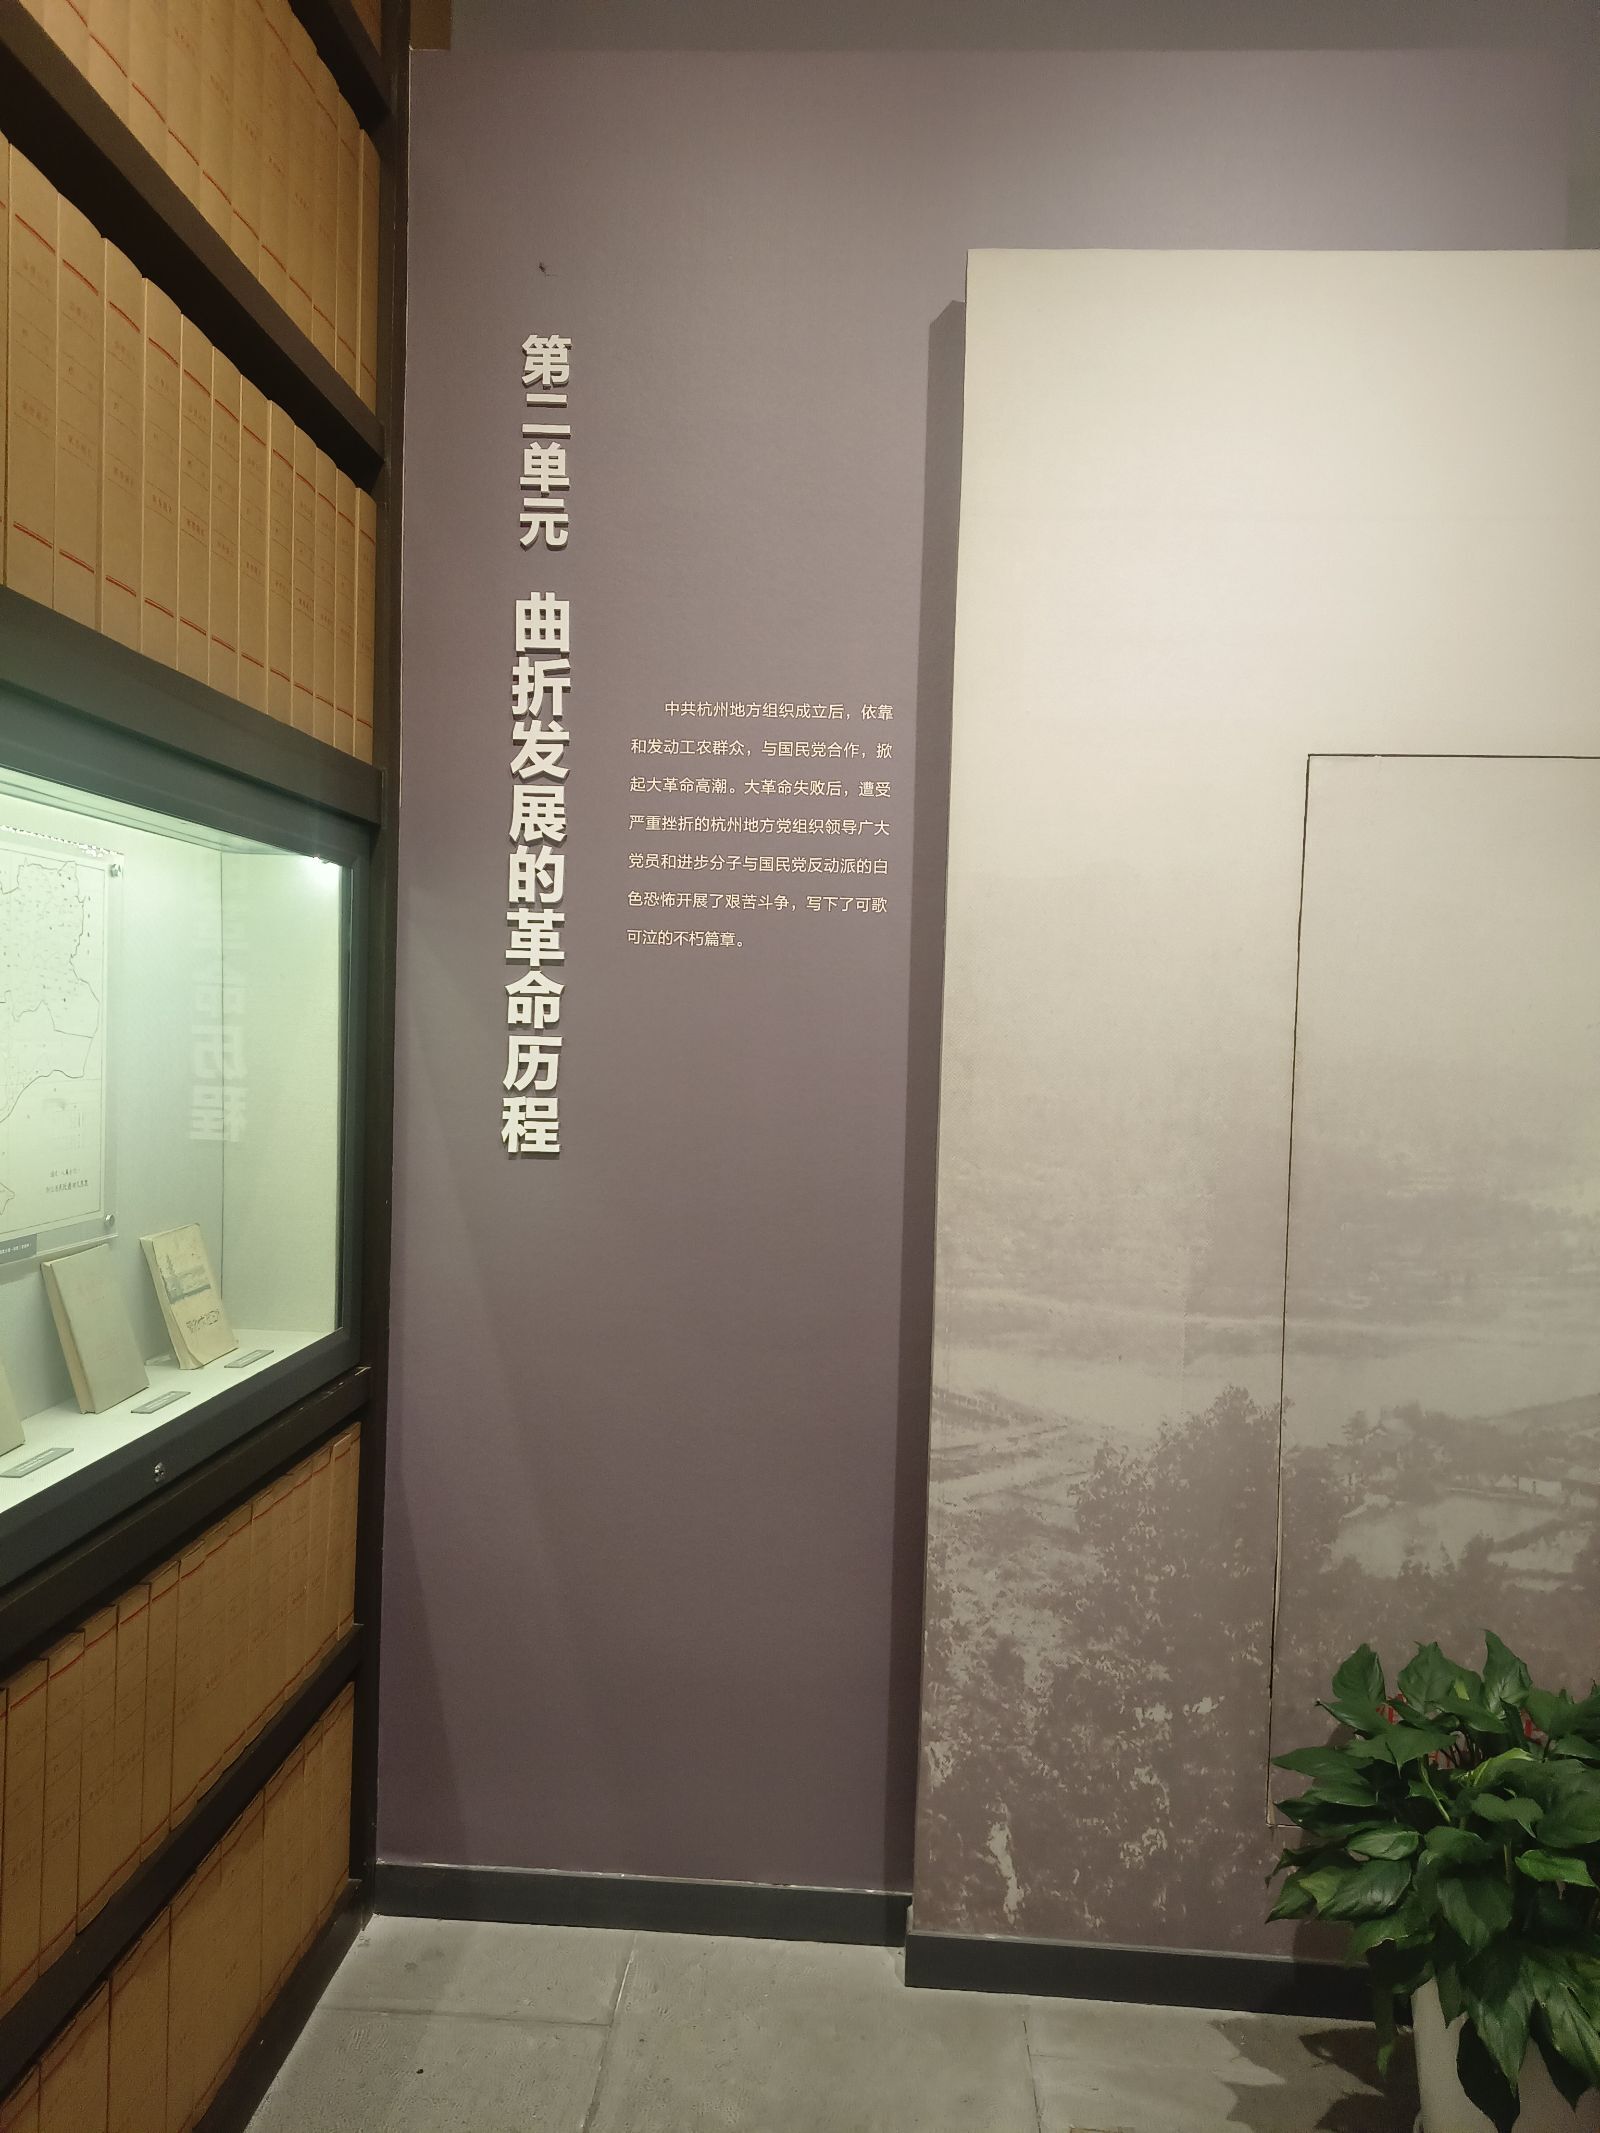 第二单元 曲折发展的革命历程
中共杭州地方组织成立后，依靠
和发动工农群众，与国民党合作，掀
起大革命高潮。大革命失败后，遭受
严重挫折的杭州地方党组织领导广大
党员和进步分子与国民党反动派的白
色恐怖开展了艰苦斗争，写下了可歌
可泣的不朽篇章。